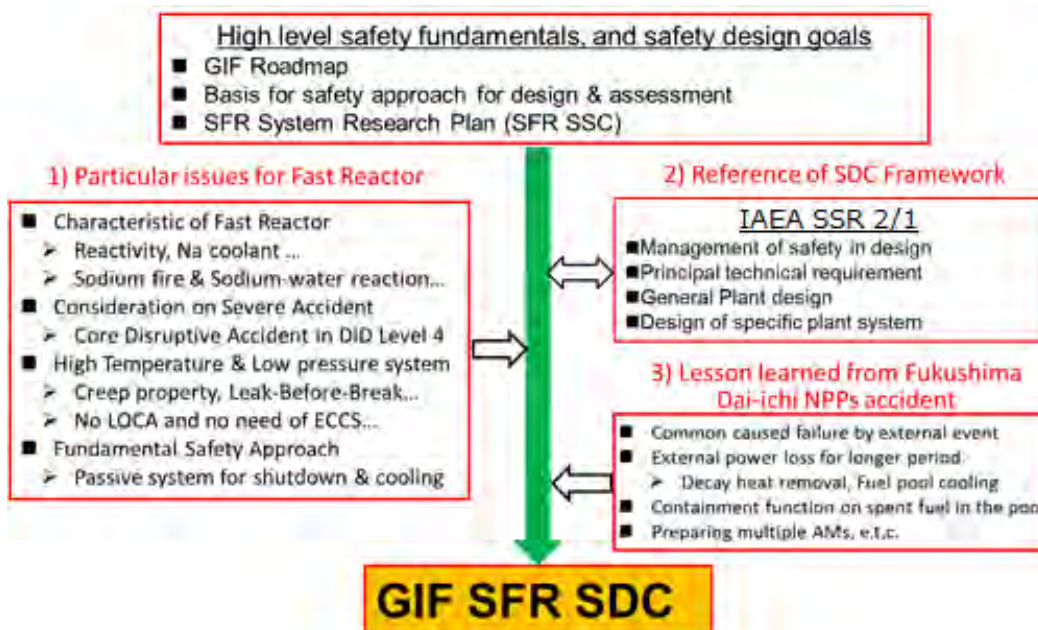 High level safety fundamentals, and safety design goals
■ GIF Roadmap
■ Basis for safety approach for design & assessment
■ SFR System Research Plan (SFR SSC)
1) Particular issues for Fast Reactor
■ Characteristic of Fast Reactor
➢ Reactivity, Na coolant ...
➢ Sodium fire & Sodium-water reaction...
■ Consideration on Severe Accident
➢ Core Disruptive Accident in DiD Level 4
■ High Temperature & Low pressure system
➢ Creep property, Leak-Before-Break...
➢ No LOCA and no need of ECCS...
■ Fundamental Safety Approach
➢ Passive system for shutdown & cooling
2) Reference of SDC Framework
IAEA SSR 2/1
■Management of safety in design
■Principal technical requirement
■General Plant design
■Design of specific plant system
3) Lesson learned from Fukushima
Dai-ichi NPPs accident
■ Common caused failure by external event
■ External power loss for longer period
➢ Decay heat removal, Fuel pool cooling
■ Containment function on spent fuel in the poo
■ Preparing multiple AMs, e.t.c.
GIF SFR SDC